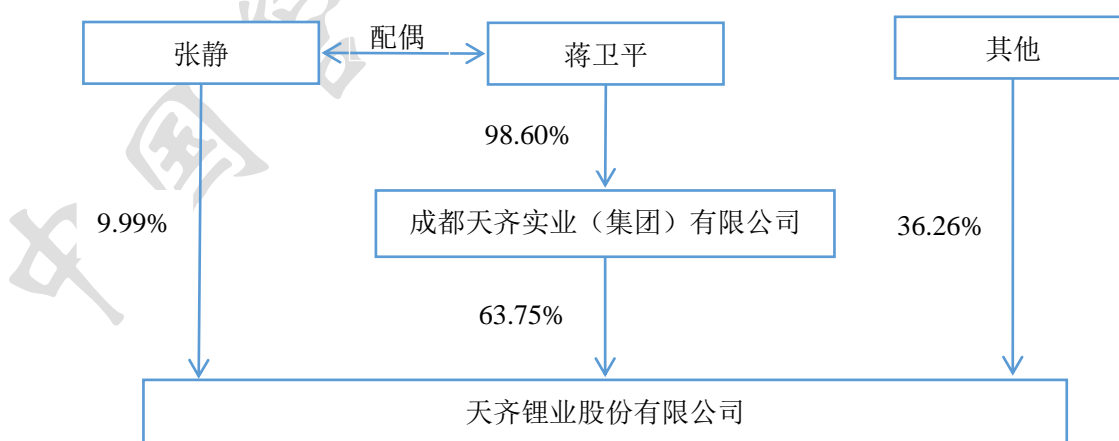 张静
配偶
蒋卫平
其他
98.60%
9.99%
成都天齐实业（集团）有限公司
36.26%
63.75%
天齐锂业股份有限公司
中国